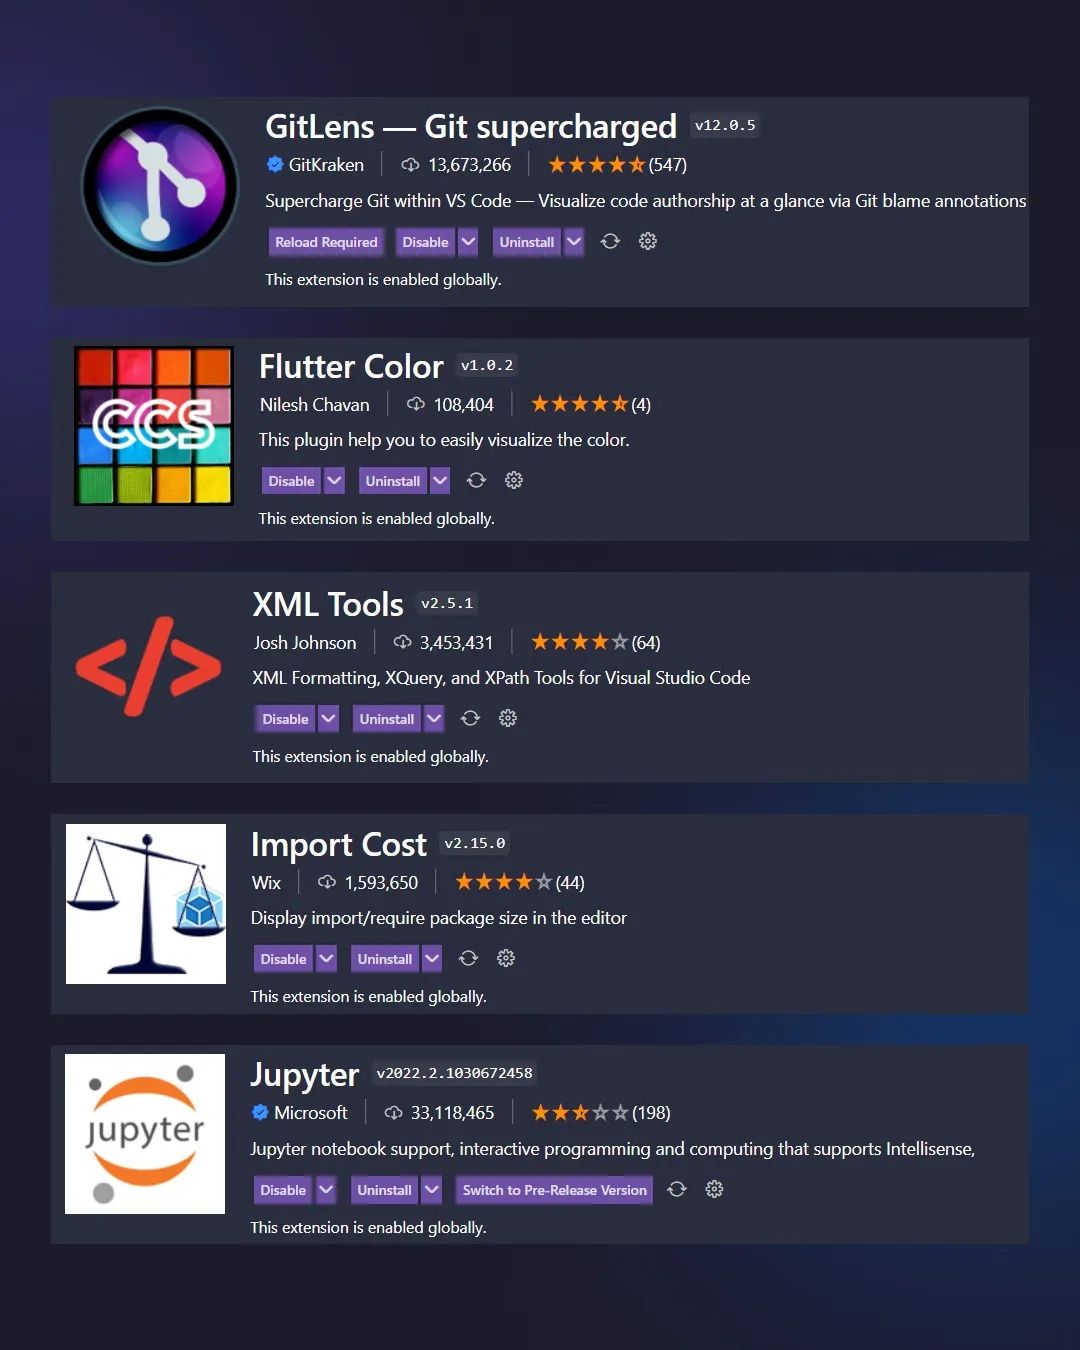 GitLens — Git supercharged v12.0.5
GitKraken 13,673,266 (547)
Supercharge Git within VS Code — Visualize code authorship at a glance via Git blame annotations
Reload Required Disable Uninstall
This extension is enabled globally.
CCS
Flutter Color v1.0.2
Nilesh Chavan 108,404 (4)
This plugin help you to easily visualize the color.
Disable Uninstall
This extension is enabled globally.
</>
XML Tools v2.5.1
Josh Johnson 3,453,431 (64)
XML Formatting, XQuery, and XPath Tools for Visual Studio Code
Disable Uninstall
This extension is enabled globally.
Import Cost v2.15.0
Wix 1,593,650 (44)
Display import/require package size in the editor
Disable Uninstall
This extension is enabled globally.
jupyter
Jupyter v2022.2.1030672458
Microsoft 33,118,465 (198)
Jupyter notebook support, interactive programming and computing that supports Intellisense,
Disable Uninstall Switch to Pre-Release Version
This extension is enabled globally.